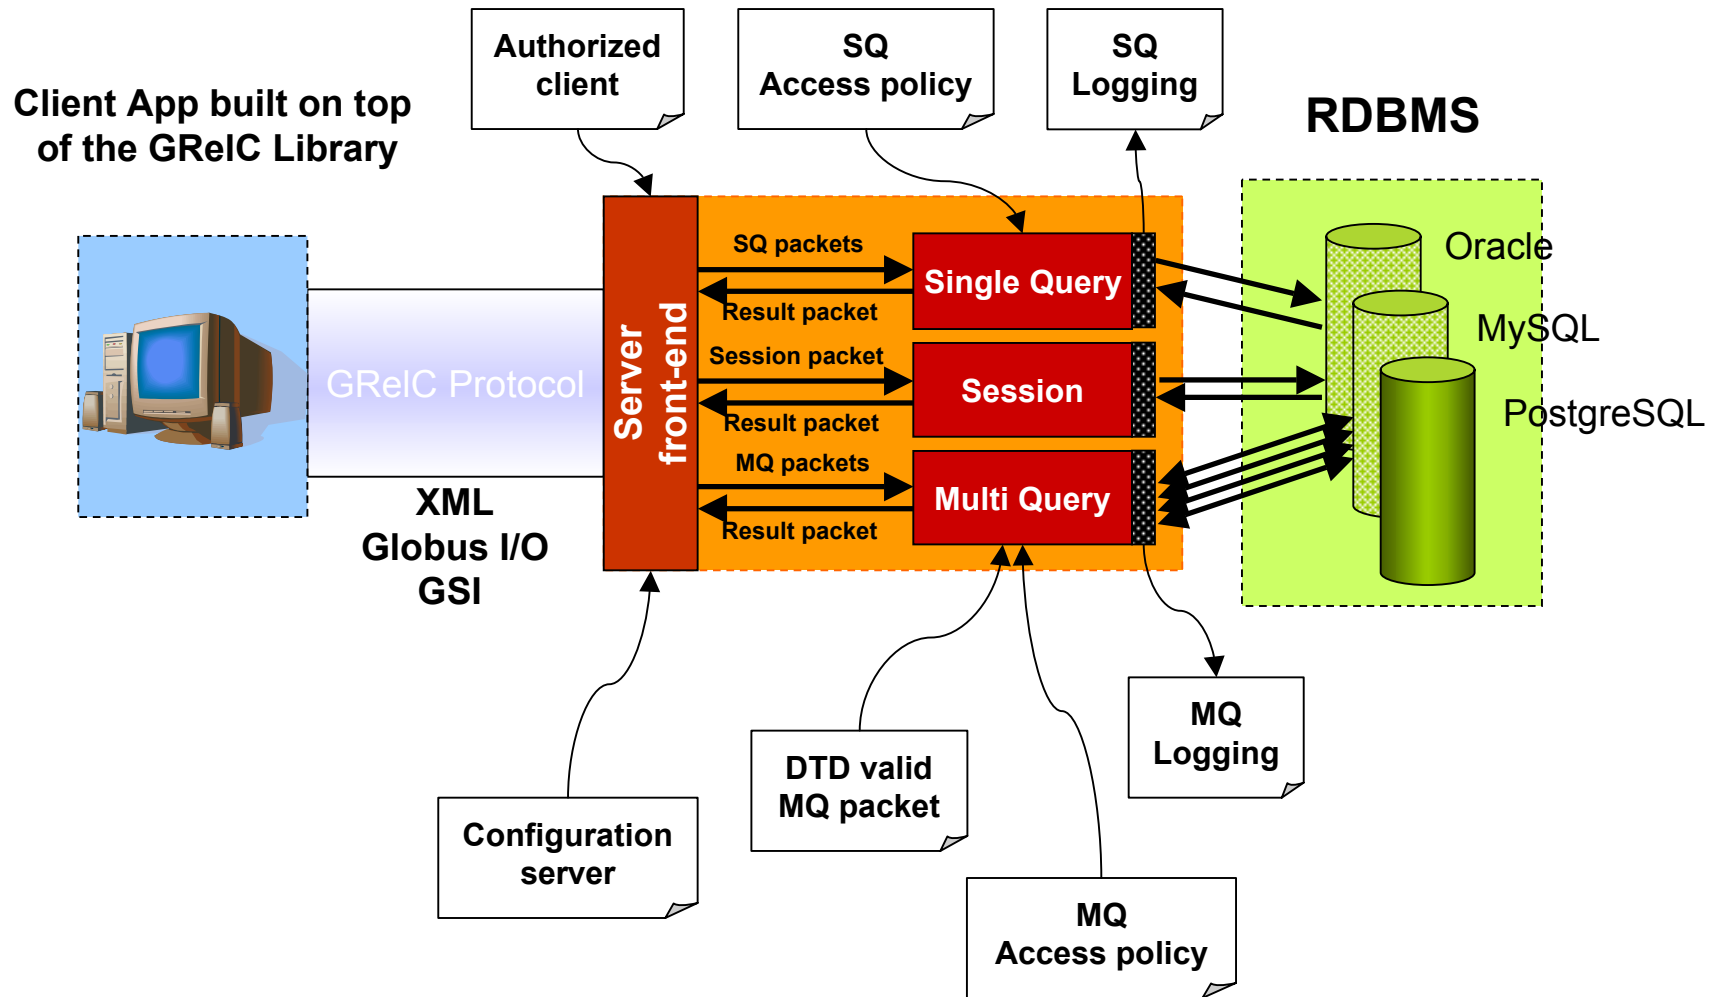 Authorized
client
SQ
Access policy
SQ
Logging
Client App built on top
of the GRelC Library
RDBMS
SQ packets
Result packet
Session packet
Result packet
MQ packets
Result packet
Single Query
Session
Multi Query
Oracle
MySQL
PostgreSQL
GRelC Protocol
Server
front-end
XML
Globus I/O
GSI
MQ
Logging
DTD valid
MQ packet
Configuration
server
MQ
Access policy